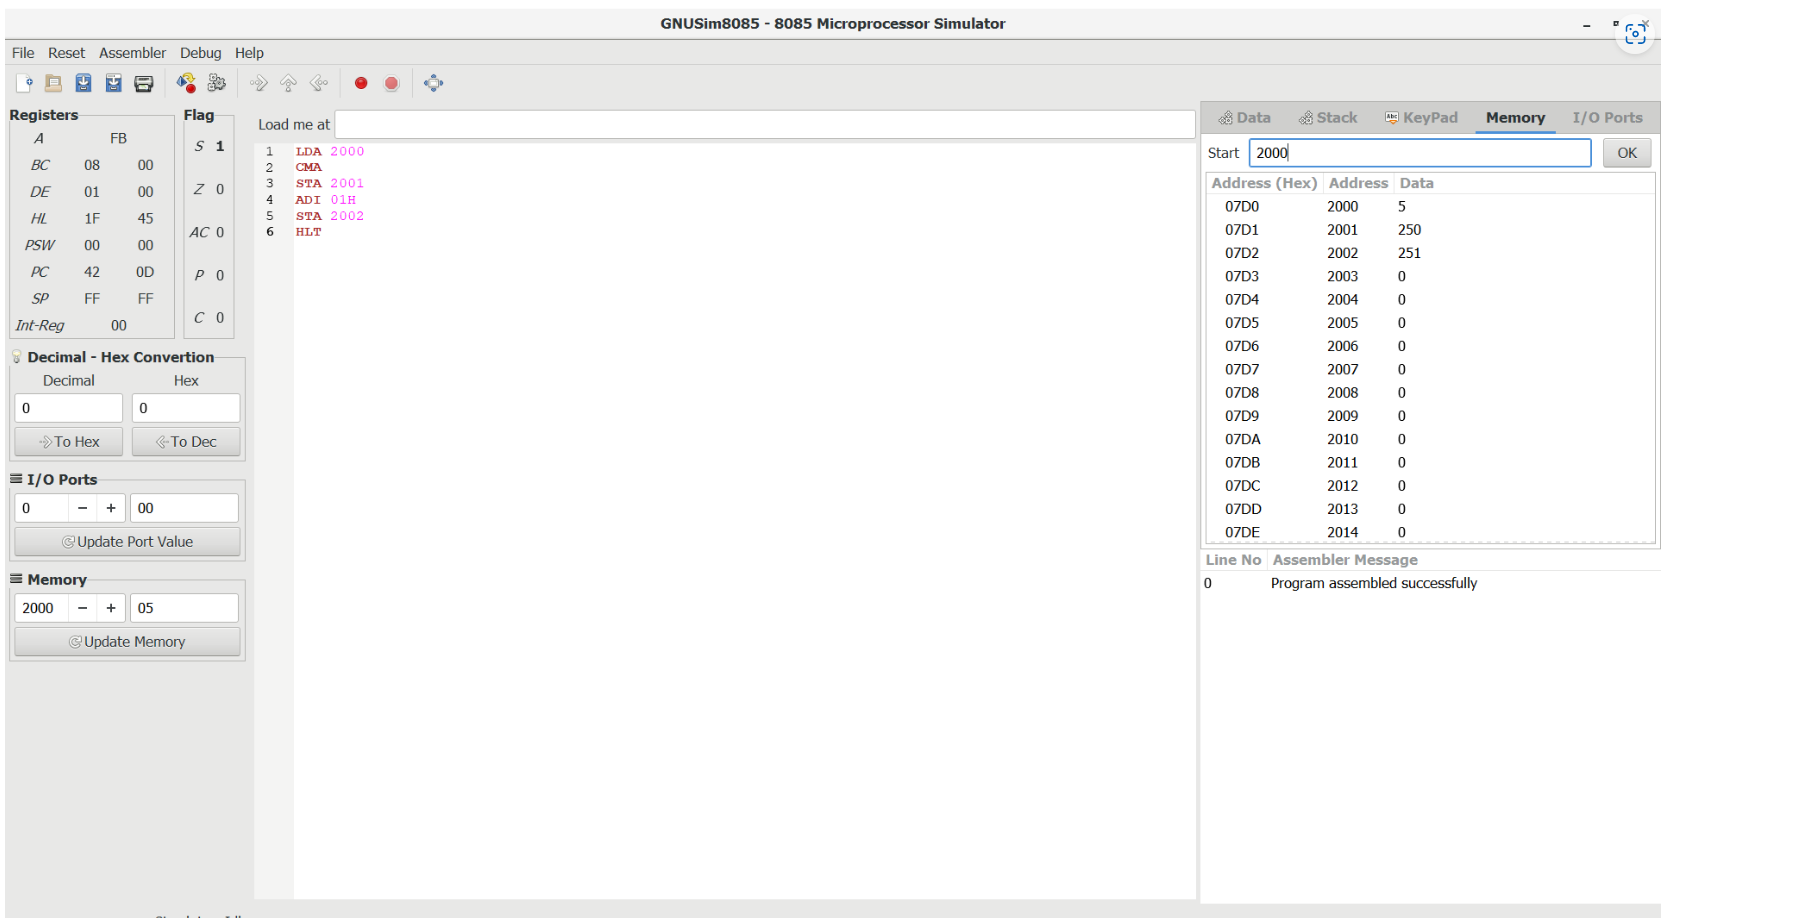 GNUSim8085 - 8085 Microprocessor Simulator
File Reset Assembler Debug Help
Registers
A FB
BC 08 00
DE 01 00
HL 1F 45
PSW 00 00
PC 42 0D
SP FF FF
Int-Reg 00
Flag
S 1
Z 0
AC 0
P 0
C 0
Decimal - Hex Convertion
Decimal Hex
0 0
To Hex To Dec
I/O Ports
0 - + 00
Update Port Value
Memory
2000 - + 05
Update Memory
Load me at
1 LDA 2000
2 CMA
3 STA 2001
4 ADI 01H
5 STA 2002
6 HLT
Data Stack KeyPad Memory I/O Ports
Start 2000 OK
Address (Hex) Address Data
07D0 2000 5
07D1 2001 250
07D2 2002 251
07D3 2003 0
07D4 2004 0
07D5 2005 0
07D6 2006 0
07D7 2007 0
07D8 2008 0
07D9 2009 0
07DA 2010 0
07DB 2011 0
07DC 2012 0
07DD 2013 0
07DE 2014 0
Line No Assembler Message
0 Program assembled successfully